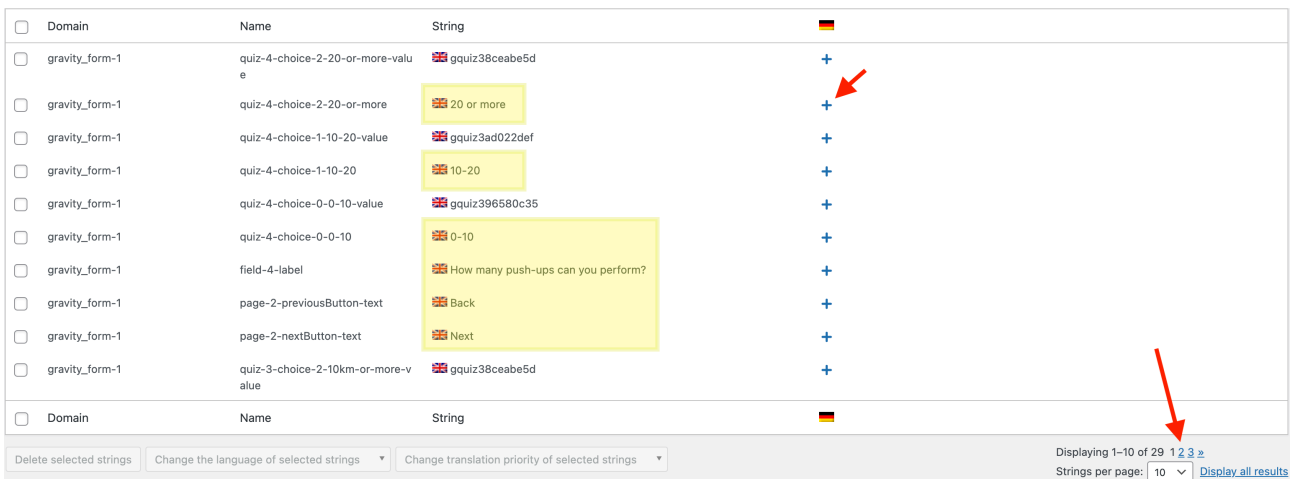 Domain Name String
gravity_form-1 quiz-4-choice-2-20-or-more-valu gquiz38ceabe5d +
e
gravity_form-1 quiz-4-choice-2-20-or-more 20 or more +
gravity_form-1 quiz-4-choice-1-10-20-value gquiz3ad022def +
gravity_form-1 quiz-4-choice-1-10-20 10-20 +
gravity_form-1 quiz-4-choice-0-0-10-value gquiz396580c35 +
gravity_form-1 quiz-4-choice-0-0-10 0-10 +
gravity_form-1 field-4-label How many push-ups can you perform? +
gravity_form-1 page-2-previousButton-text Back +
gravity_form-1 page-2-nextButton-text Next +
gravity_form-1 quiz-3-choice-2-10km-or-more-v gquiz38ceabe5d +
alue
Domain Name String
Delete selected strings Change the language of selected strings Change translation priority of selected strings Displaying 1–10 of 29 1 2 3 »
Strings per page: 10 Display all results